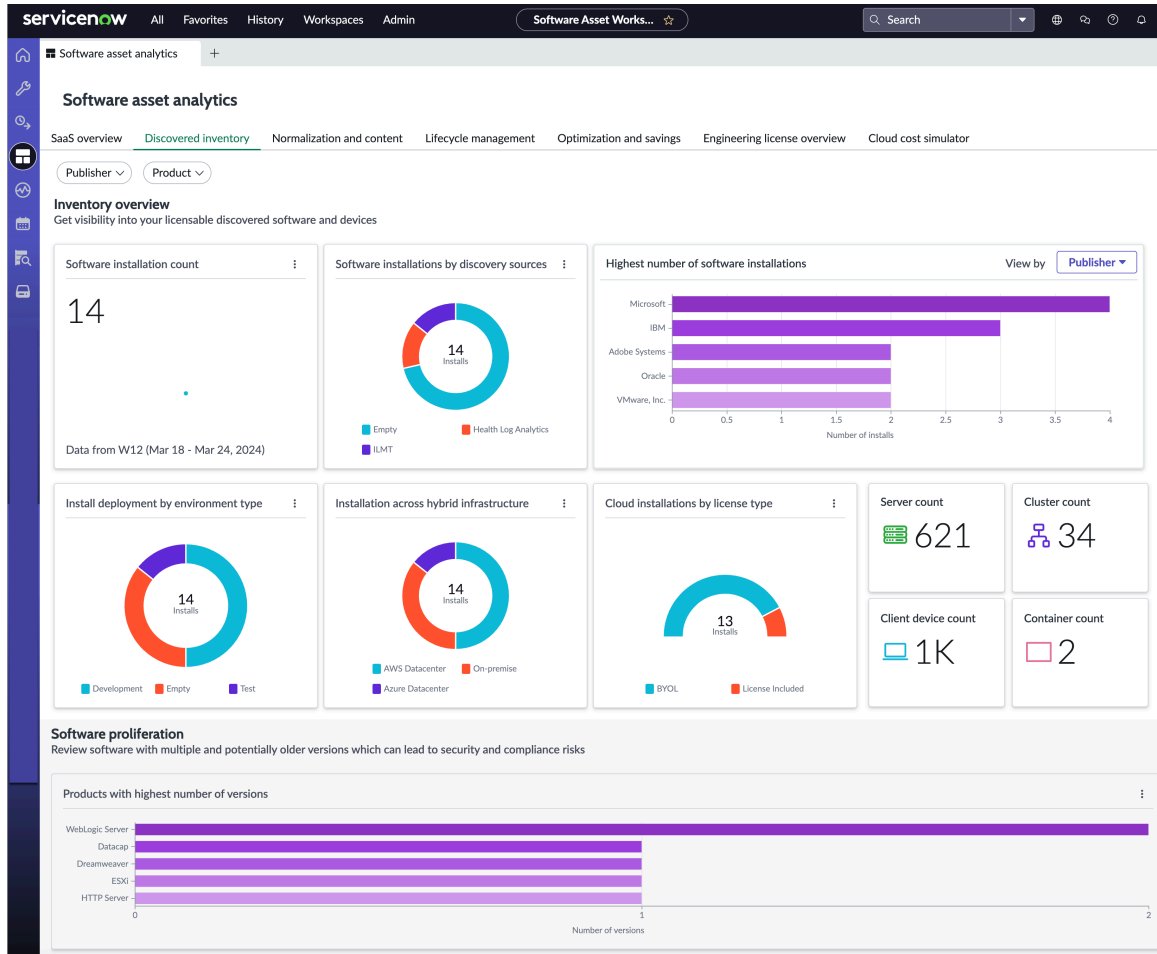 servicenow All Favorites History Workspaces Admin Software Asset Works... Search
Software asset analytics
Software asset analytics
SaaS overview Discovered inventory Normalization and content Lifecycle management Optimization and savings Engineering license overview Cloud cost simulator
Publisher Product
Inventory overview
Get visibility into your licensable discovered software and devices
Software installation count
14
Data from W12 (Mar 18 - Mar 24, 2024)
Software installations by discovery sources
14
Installs
Empty Health Log Analytics
ILMT
Highest number of software installations View by Publisher
Microsoft
IBM
Adobe Systems
Oracle
VMware, Inc.
0 0.5 1 1.5 2 2.5 3 3.5 4
Number of installs
Install deployment by environment type
14
Installs
Development Empty Test
Installation across hybrid infrastructure
14
Installs
AWS Datacenter On-premise
Azure Datacenter
Cloud installations by license type
13
Installs
BYOL License Included
Server count
621
Cluster count
34
Client device count
1K
Container count
2
Software proliferation
Review software with multiple and potentially older versions which can lead to security and compliance risks
Products with highest number of versions
WebLogic Server
Datacap
Dreamweaver
ESXi
HTTP Server
0 1 2
Number of versions